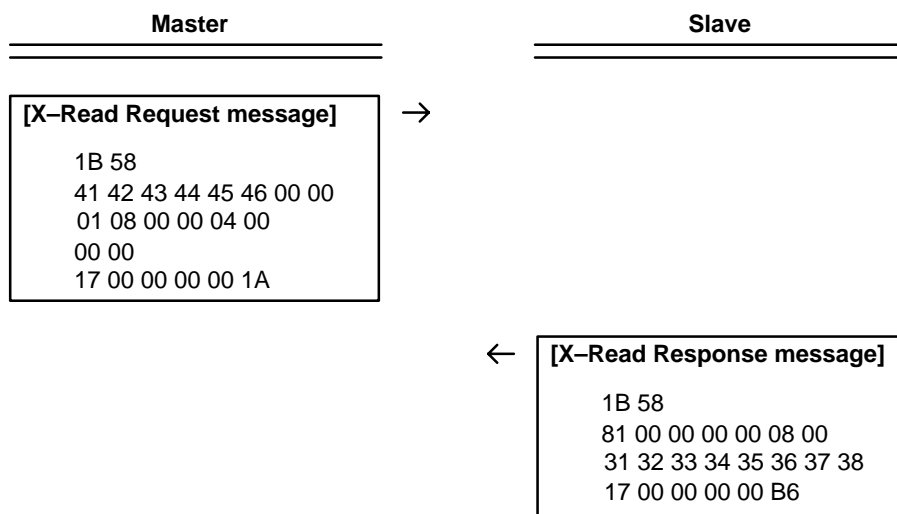 Master
Slave
[X–Read Request message]
→
1B 58
41 42 43 44 45 46 00 00
01 08 00 00 04 00
00 00
17 00 00 00 00 1A
←
[X–Read Response message]
1B 58
81 00 00 00 00 08 00
31 32 33 34 35 36 37 38
17 00 00 00 00 B6